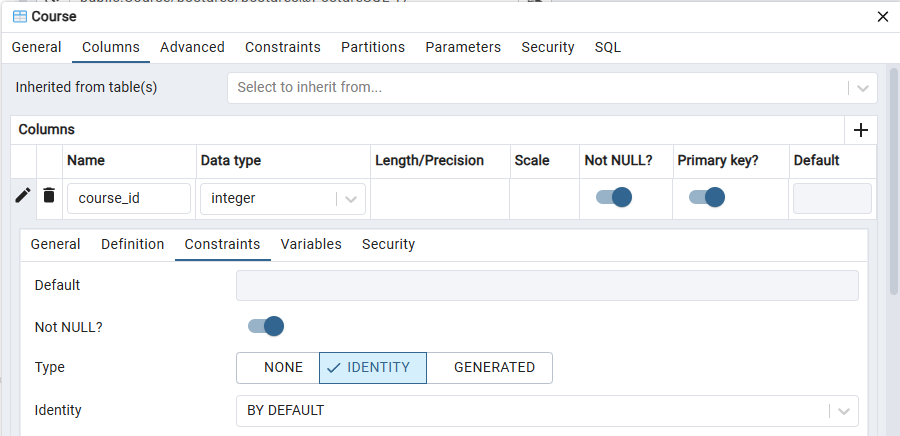 Course
General Columns Advanced Constraints Partitions Parameters Security SQL
Inherited from table(s) Select to inherit from...
Columns
Name Data type Length/Precision Scale Not NULL? Primary key? Default
course_id integer
General Definition Constraints Variables Security
Default
Not NULL?
Type NONE IDENTITY GENERATED
Identity BY DEFAULT